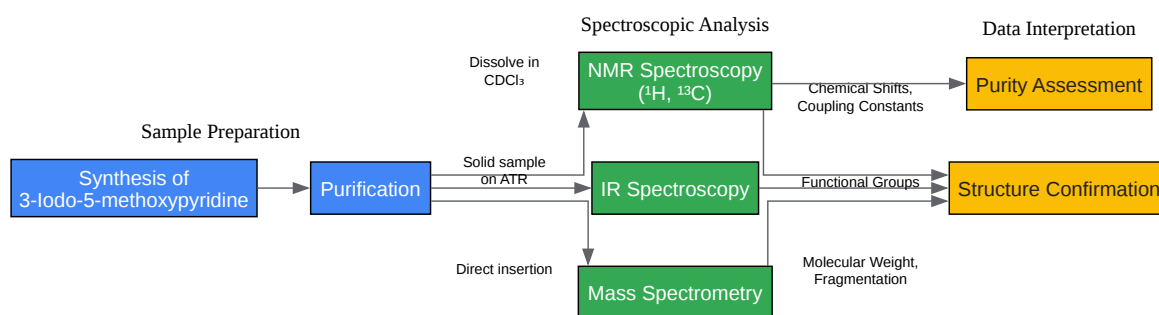 Spectroscopic Analysis
Data Interpretation
Dissolve in
CDCl₃
NMR Spectroscopy
(¹H, ¹³C)
Chemical Shifts,
Coupling Constants
Purity Assessment
Sample Preparation
Synthesis of
3-Iodo-5-methoxypyridine
Purification
Solid sample
on ATR
IR Spectroscopy
Functional Groups
Structure Confirmation
Direct insertion
Mass Spectrometry
Molecular Weight,
Fragmentation